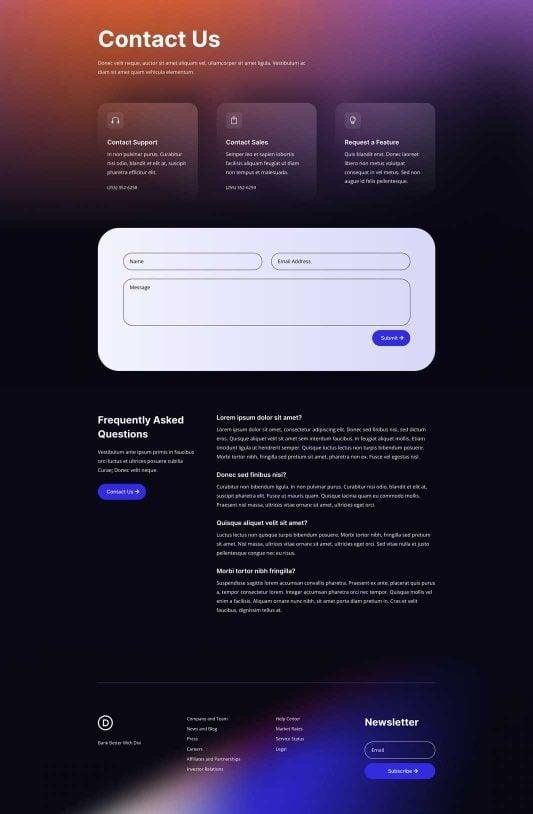 Contact Us
Donec velit neque, auctor sit amet aliquam vel, ullamcorper sit amet ligula. Vestibulum ac
diam sit amet quam vehicula elementum.
Contact Support
In non pulvinar purus. Curabitur
nisi odio, blandit et elit at, suscipit
pharetra efficitur elit.
(255) 352-6258
Contact Sales
Semper leo et sapien lobortis
facilisis aliquam feugiat ut diam
non tempus et malesuada.
(255) 352-6259
Request a Feature
Quis blandit erat. Donec laoreet
libero non metus volutpat
consequat in vel metus. Sed non
augue id felis pellentesque.
Name
Email Address
Message
Submit
Frequently Asked
Questions
Vestibulum ante ipsum primis in faucibus
orci luctus et ultrices posuere cubilia
Curae; Donec velit neque.
Contact Us
Lorem ipsum dolor sit amet?
Lorem ipsum dolor sit amet, consectetur adipiscing elit. Donec sed finibus nisi, sed dictum
eros. Quisque aliquet velit sit amet sem interdum faucibus. In feugiat aliquet mollis. Etiam
tincidunt ligula ut hendrerit semper. Quisque luctus lectus non turpis bibendum posuere.
Morbi tortor nibh, fringilla sed pretium sit amet, pharetra non ex. Fusce vel egestas nisl.
Donec sed finibus nisi?
Curabitur non bibendum ligula. In non pulvinar purus. Curabitur nisi odio, blandit et elit at,
suscipit pharetra elit. Fusce ut mauris quam. Quisque lacinia quam eu commodo mollis.
Praesent nisl massa, ultrices vitae ornare sit amet, ultricies eget orci.
Quisque aliquet velit sit amet?
Luctus lectus non quisque turpis bibendum posuere. Morbi tortor nibh, fringilla sed pretium
sit amet. Nisl massa, ultrices vitae ornare sit amet, ultricies eget orci. Sed vitae nulla et justo
pellentesque congue nec eu risus.
Morbi tortor nibh fringilla?
Suspendisse sagittis lorem accumsan convallis pharetra. Praesent ex ante, placerat quis purus
a, tempor consectetur lorem. Integer accumsan pharetra orci nec tempor. Quisque mollis vel
enim a facilisis. Aliquam ornare nunc nibh, sit amet porta diam pretium in. Cras et velit
faucibus, dignissim tellus at.
D
Bank Better With Divi
Company and Team
News and Blog
Press
Careers
Affiliates and Partnerships
Investor Relations
Help Center
Market Rates
Service Status
Legal
Newsletter
Email
Subscribe